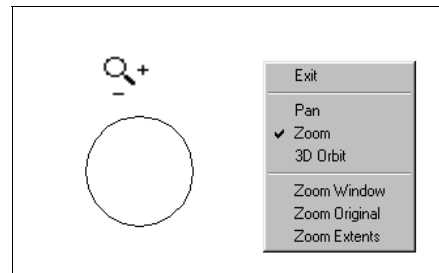 Exit
Pan
Zoom
3D Orbit
Zoom Window
Zoom Original
Zoom Extents